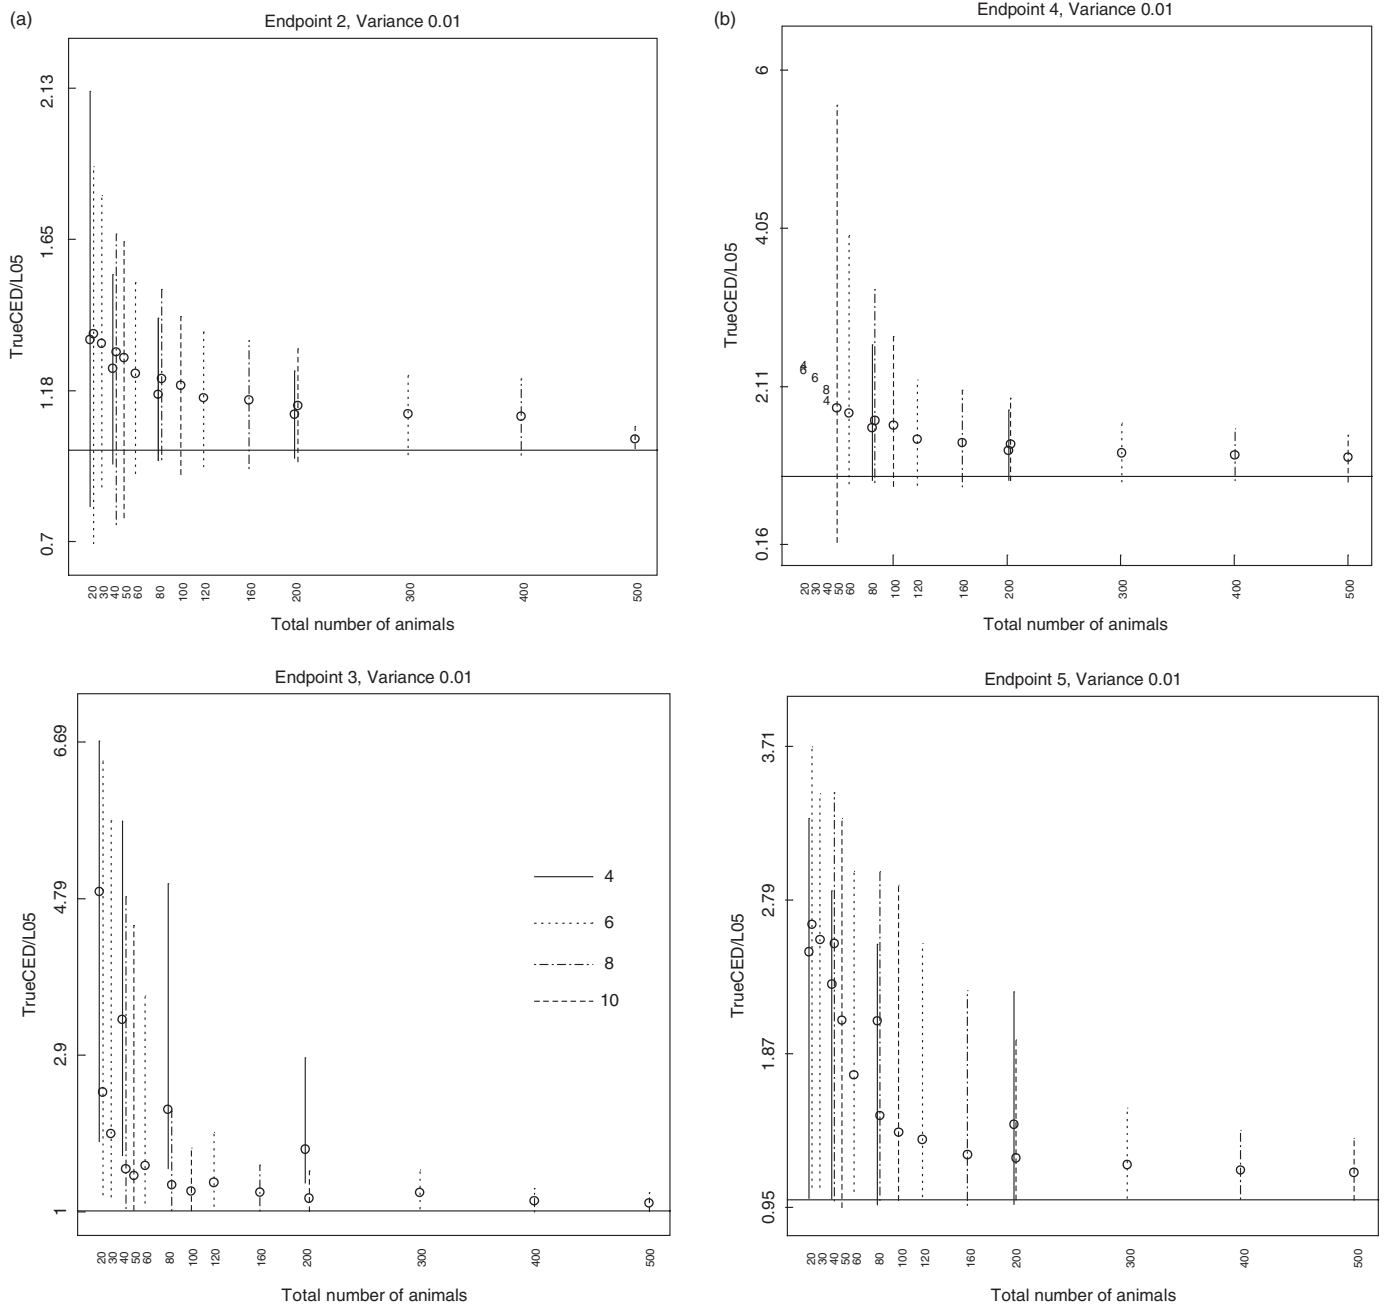 (a)
Endpoint 2, Variance 0.01
TrueCED/L05
2.13
1.65
1.18
0.7
20 30 40 50 60 80 100 120 160 200 300 400 500
Total number of animals
(b)
Endpoint 4, Variance 0.01
TrueCED/L05
6
4.05
2.11
0.16
4
6
6
8
4
20 30 40 50 60 80 100 120 160 200 300 400 500
Total number of animals
Endpoint 3, Variance 0.01
TrueCED/L05
6.69
4.79
2.9
1
4
6
8
10
20 30 40 50 60 80 100 120 160 200 300 400 500
Total number of animals
Endpoint 5, Variance 0.01
TrueCED/L05
3.71
2.79
1.87
0.95
20 30 40 50 60 80 100 120 160 200 300 400 500
Total number of animals